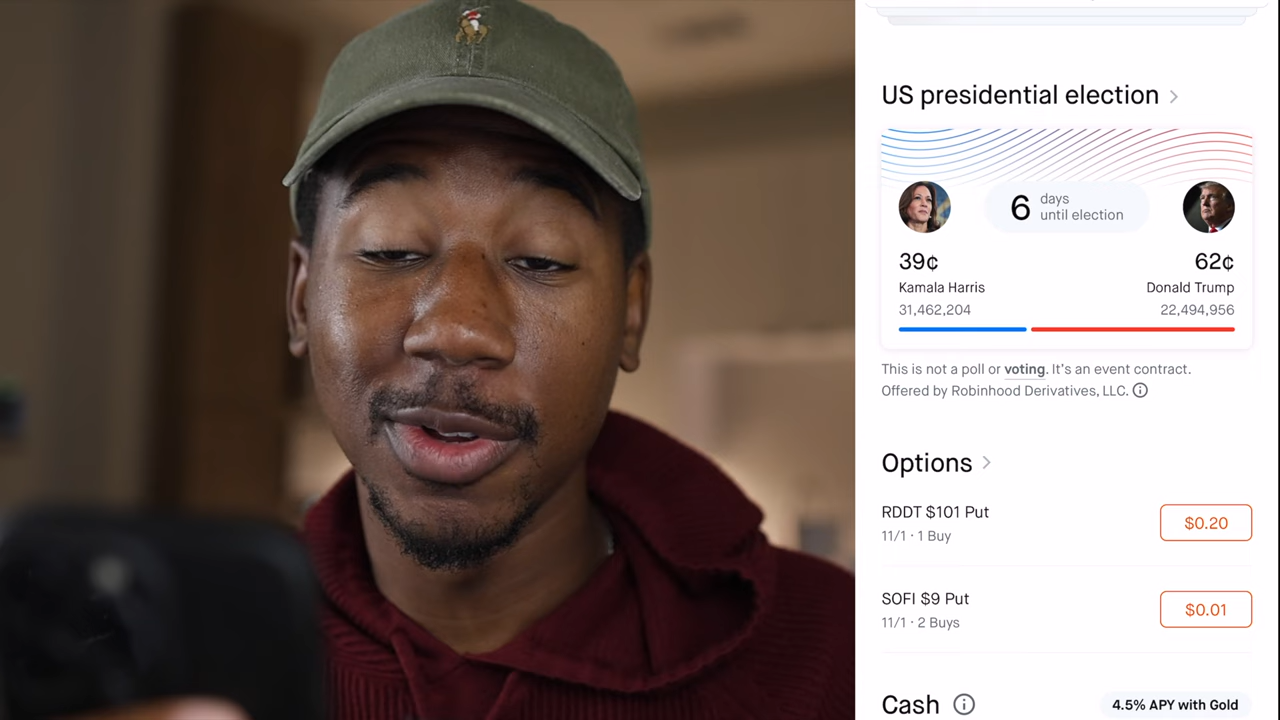 US presidential election
6 days
until election
39¢
62¢
Kamala Harris
Donald Trump
31,462,204
22,494,956
This is not a poll or voting. It's an event contract.
Offered by Robinhood Derivatives, LLC.
Options
RDDT $101 Put
$0.20
11/1 · 1 Buy
SOFI $9 Put
$0.01
11/1 · 2 Buys
Cash
4.5% APY with Gold